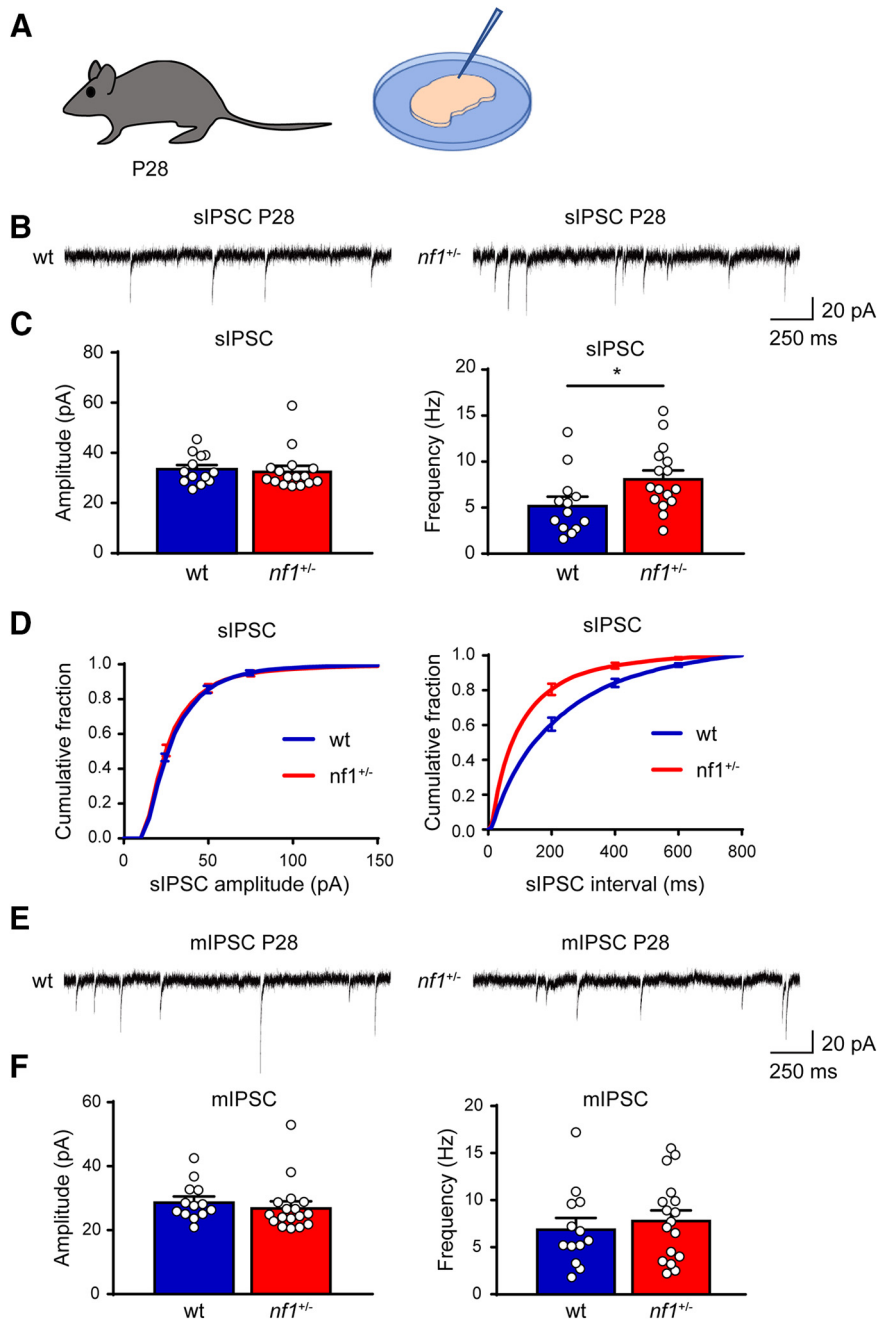 A
P28
B
sIPSC P28
sIPSC P28
wt
nf1+/-
20 pA
250 ms
C
sIPSC
80
60
40
20
0
Amplitude (pA)
wt
nf1+/-
sIPSC
*
20
15
10
5
0
Frequency (Hz)
wt
nf1+/-
D
sIPSC
1.0
0.8
0.6
0.4
0.2
0.0
Cumulative fraction
wt
nf1+/-
0 50 100 150
sIPSC amplitude (pA)
sIPSC
1.0
0.8
0.6
0.4
0.2
0.0
Cumulative fraction
wt
nf1+/-
0 200 400 600 800
sIPSC interval (ms)
E
mIPSC P28
mIPSC P28
wt
nf1+/-
20 pA
250 ms
F
mIPSC
60
40
20
0
Amplitude (pA)
wt
nf1+/-
mIPSC
20
15
10
5
0
Frequency (Hz)
wt
nf1+/-